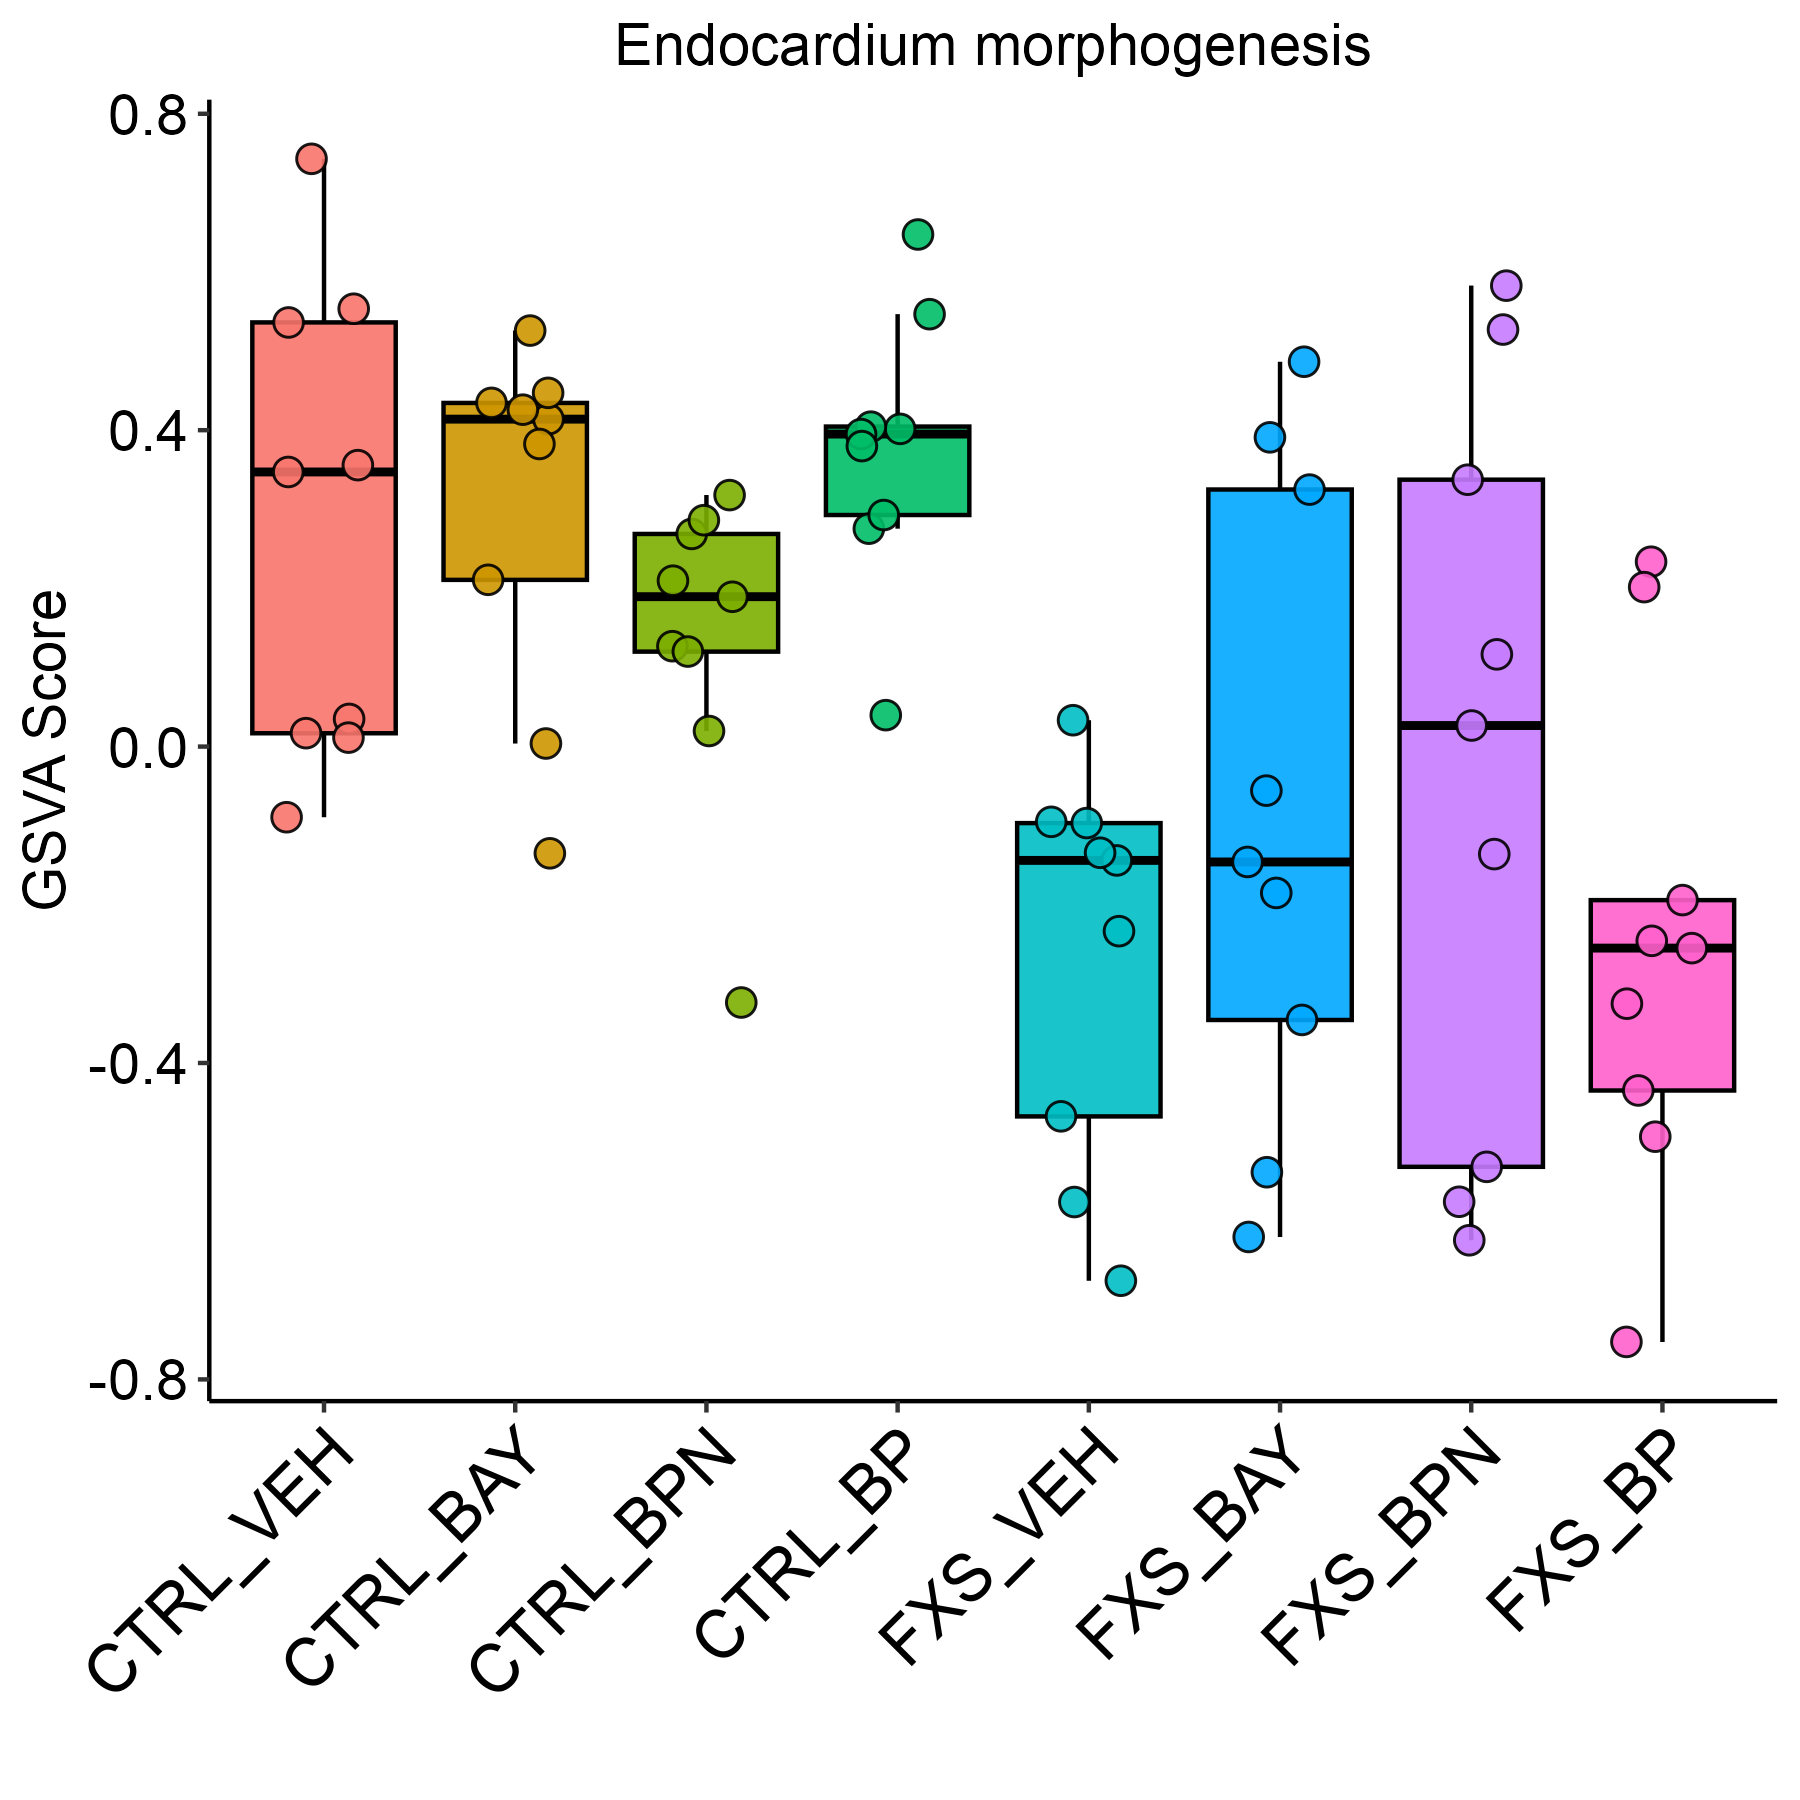 Endocardium morphogenesis
GSVA Score
0.8
0.4
0.0
-0.4
-0.8
CTRL_VEH
CTRL_BAY
CTRL_BPN
CTRL_BP
FXS_VEH
FXS_BAY
FXS_BPN
FXS_BP